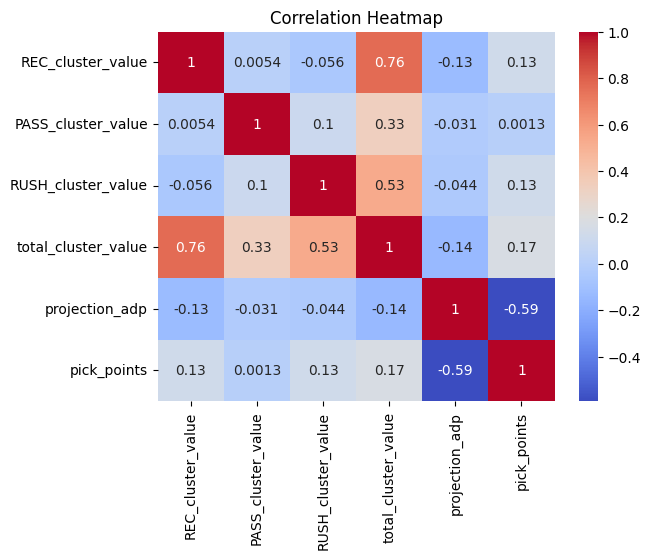 Correlation Heatmap
REC_cluster_value 1 0.0054 -0.056 0.76 -0.13 0.13
PASS_cluster_value 0.0054 1 0.1 0.33 -0.031 0.0013
RUSH_cluster_value -0.056 0.1 1 0.53 -0.044 0.13
total_cluster_value 0.76 0.33 0.53 1 -0.14 0.17
projection_adp -0.13 -0.031 -0.044 -0.14 1 -0.59
pick_points 0.13 0.0013 0.13 0.17 -0.59 1
REC_cluster_value
PASS_cluster_value
RUSH_cluster_value
total_cluster_value
projection_adp
pick_points
1.0
0.8
0.6
0.4
0.2
0.0
−0.2
−0.4